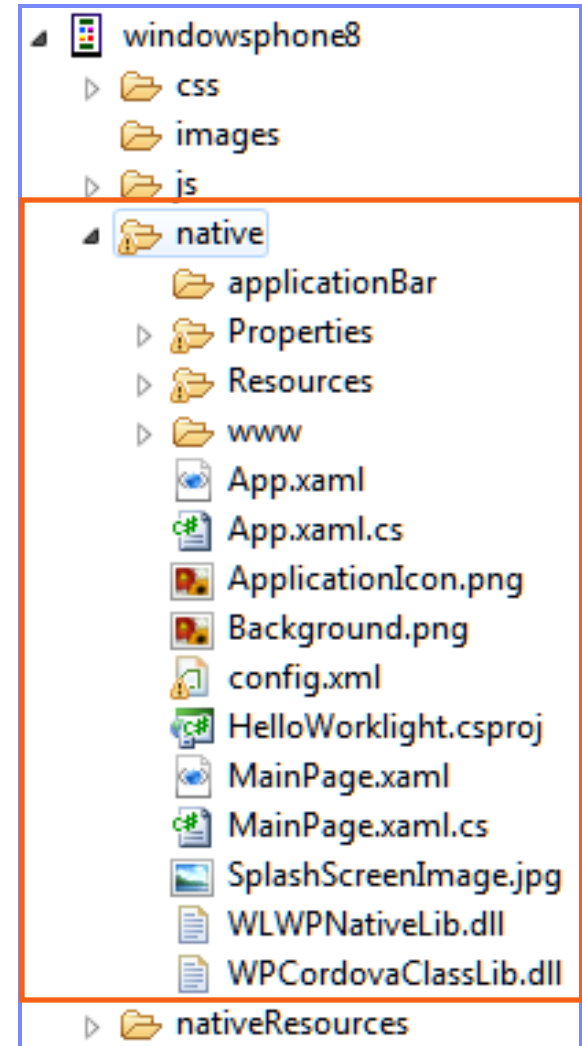 windowsphone8
css
images
js
native
applicationBar
Properties
Resources
www
App.xaml
App.xaml.cs
ApplicationIcon.png
Background.png
config.xml
HelloWorklight.csproj
MainPage.xaml
MainPage.xaml.cs
SplashScreenImage.jpg
WLWPNativeLib.dll
WPCordovaClassLib.dll
nativeResources